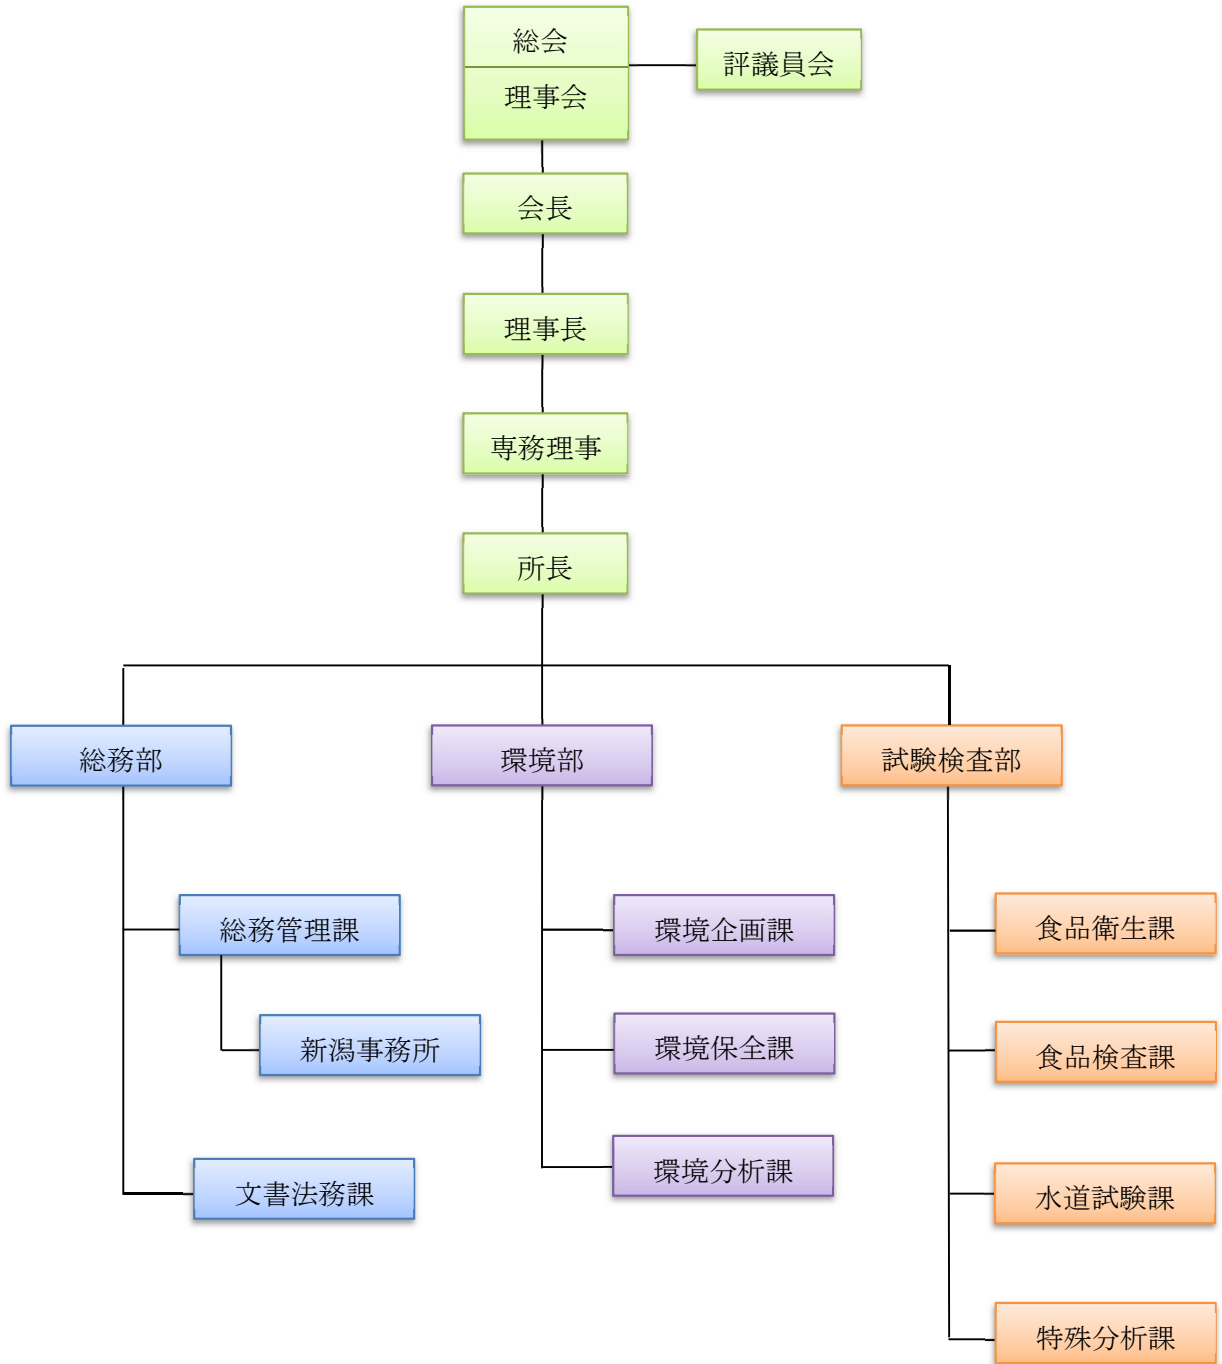 総会
評議員会
理事会
会長
理事長
専務理事
所長
総務部
環境部
試験検査部
総務管理課
新潟事務所
文書法務課
環境企画課
環境保全課
環境分析課
食品衛生課
食品検査課
水道試験課
特殊分析課